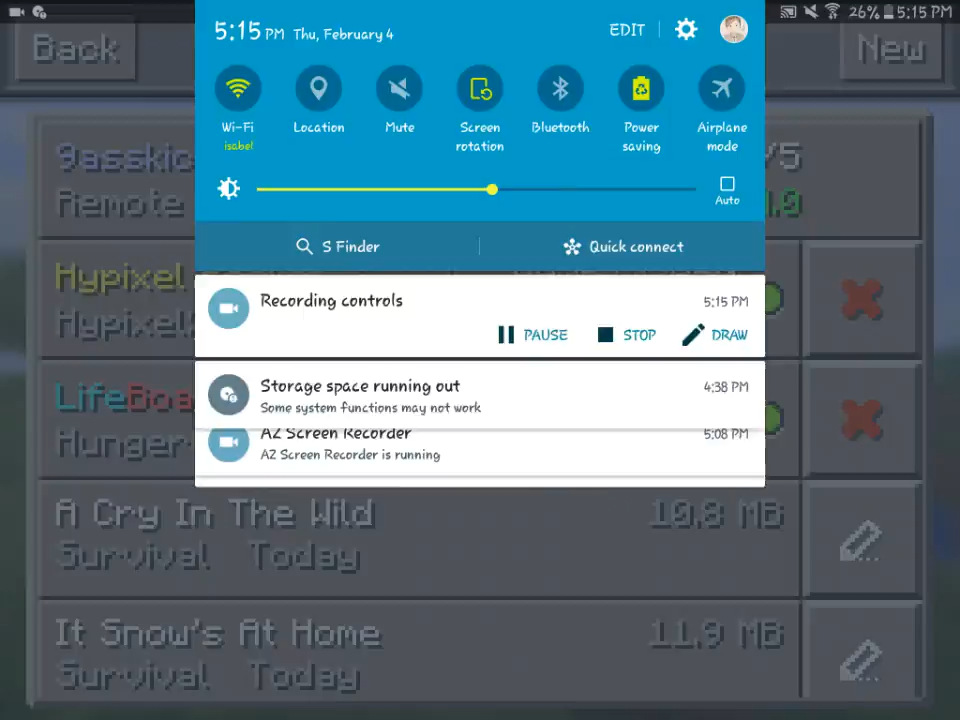 26% 5:15 PM
5:15 PM Thu, February 4 EDIT
Back New
Wi-Fi Location Mute Screen rotation Bluetooth Power saving Airplane mode
isabel
Auto
/5
Remote .0
S Finder Quick connect
Hypixel
Recording controls 5:15 PM
PAUSE STOP DRAW
Storage space running out 4:38 PM
Some system functions may not work
AZ Screen Recorder 5:08 PM
AZ Screen Recorder is running
Hunger
A Cry In The Wild 10.8 MB
Survival Today
It Snow's At Home 11.9 MB
Survival Today